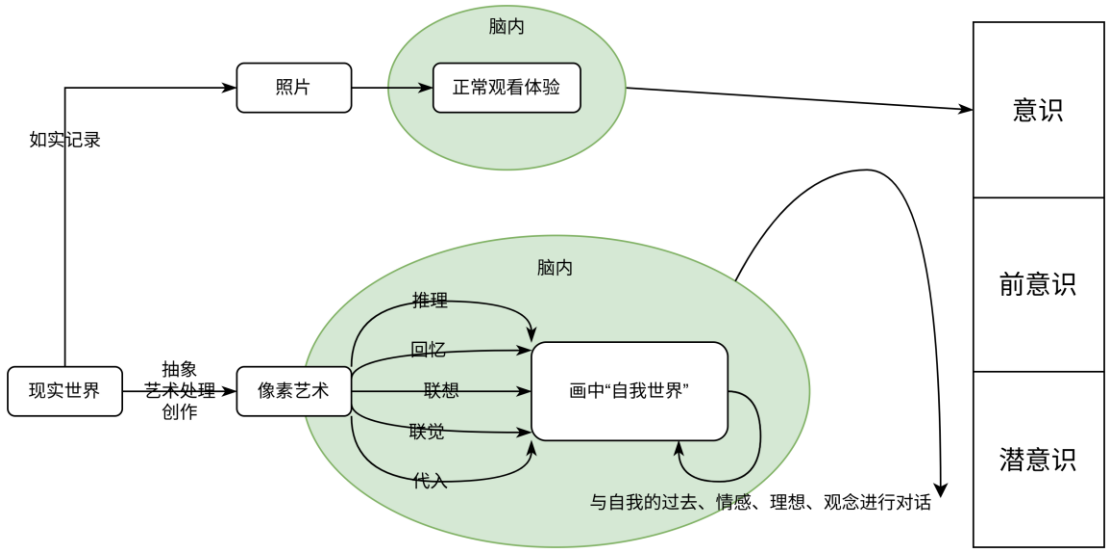 脑内
照片
正常观看体验
意识
如实记录
前意识
脑内
推理
回忆
现实世界
抽象
艺术处理
创作
像素艺术
联想
画中“自我世界”
联觉
代入
潜意识
与自我的过去、情感、理想、观念进行对话